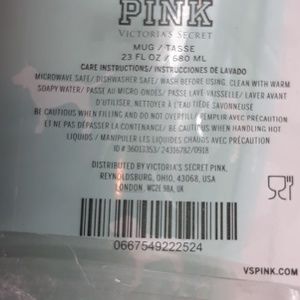 PINK
VICTORIA'S SECRET
MUG / TASSE
23 FL OZ / 680 ML
CARE INSTRUCTIONS/ INSTRUCCIONES DE LAVADO
MICROWAVE SAFE/ DISHWASHER SAFE/ WASH BEFORE USING. CLEAN WITH WARM
SOAPY WATER/ PASSE AU MICRO ONDES/ PASSE LAVE-VAISSELLE/ LAVER AVANT
D'UTILISER, NETTOYER À L'EAU TIÈDE SAVONNEUSE
BE CAUTIOUS WHEN FILLING AND DO NOT OVERFILL/ REMPLIR AVEC PRÉCAUTION
ET NE PAS DÉPASSER LA CONTENANCE/ BE CAUTIOUS WHEN HANDLING HOT
LIQUIDS / MANIPULER LES LIQUIDES CHAUDS AVEC PRÉCAUTION
ID # 36013353/ 24316782/0918
DISTRIBUTED BY VICTORIA'S SECRET PINK,
REYNOLDSBURG, OHIO, 43068, USA
LONDON, WC2E 9BA, UK
0667549222524
VSPINK.COM